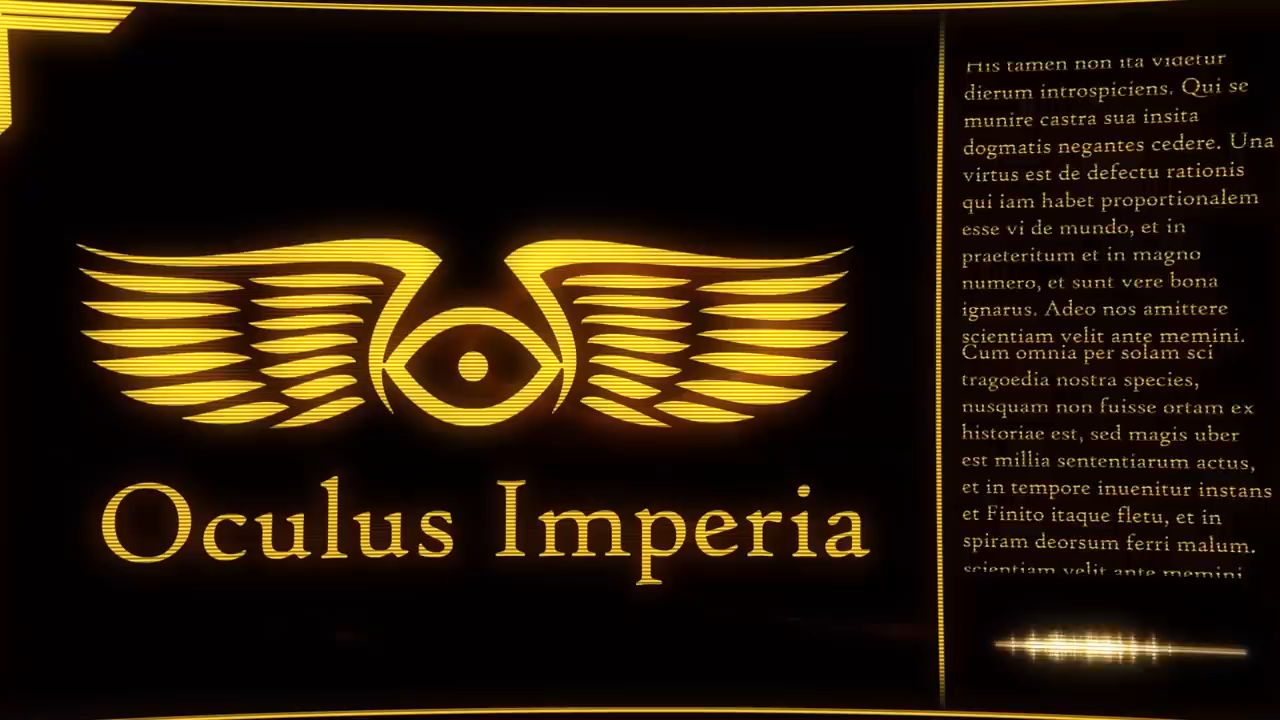 Oculus Imperia
His tamen non ita videtur
dierum introspiciens. Qui se
munire castra sua insita
dogmatis negantes cedere. Una
virtus est de defectu rationis
qui iam habet proportionalem
esse vi de mundo, et in
praeteritum et in magno
numero, et sunt vere bona
ignarus. Adeo nos amittere
scientiam velit ante memini.
Cum omnia per solam sci
tragoedia nostra species,
nusquam non fuisse ortam ex
historiae est, sed magis uber
est millia sententiarum actus,
et in tempore inuenitur instans
et Finito itaque fletu, et in
spiram deorsum ferri malum.
scientiam velit ante memini